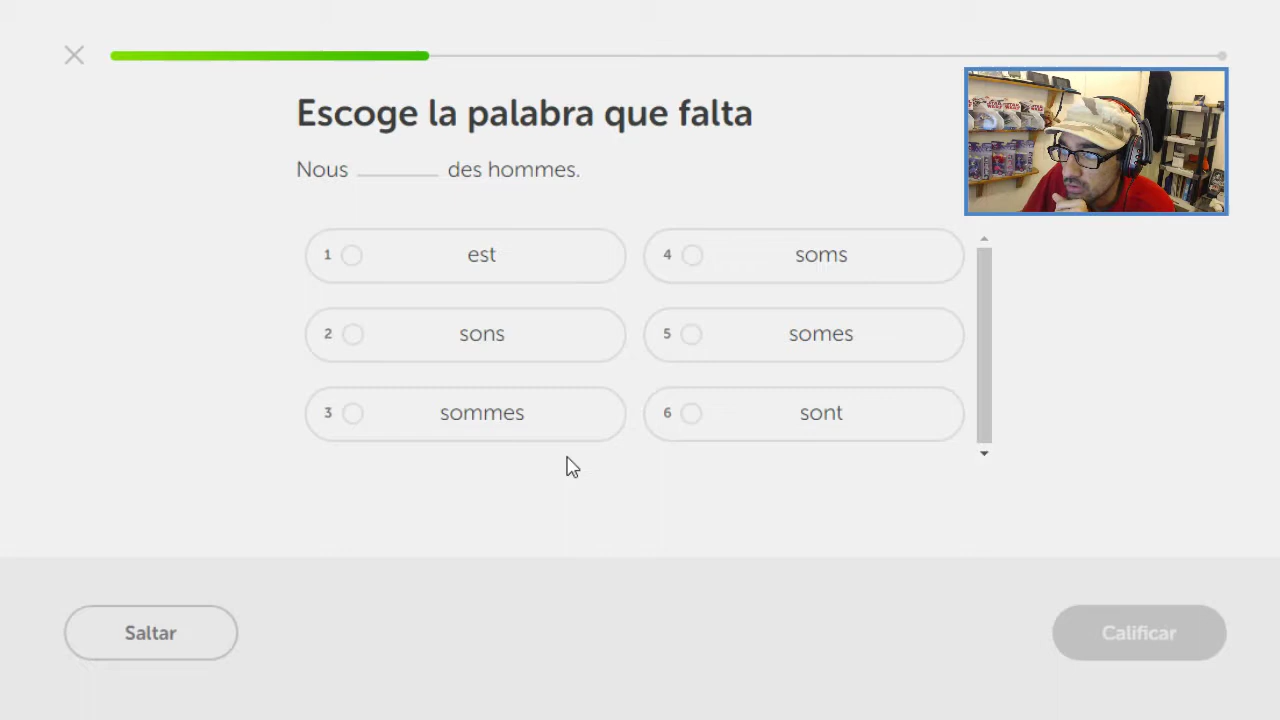 Escoge la palabra que falta
Nous ________ des hommes.
1 est
2 sons
3 sommes
4 soms
5 somes
6 sont
Saltar
Calificar